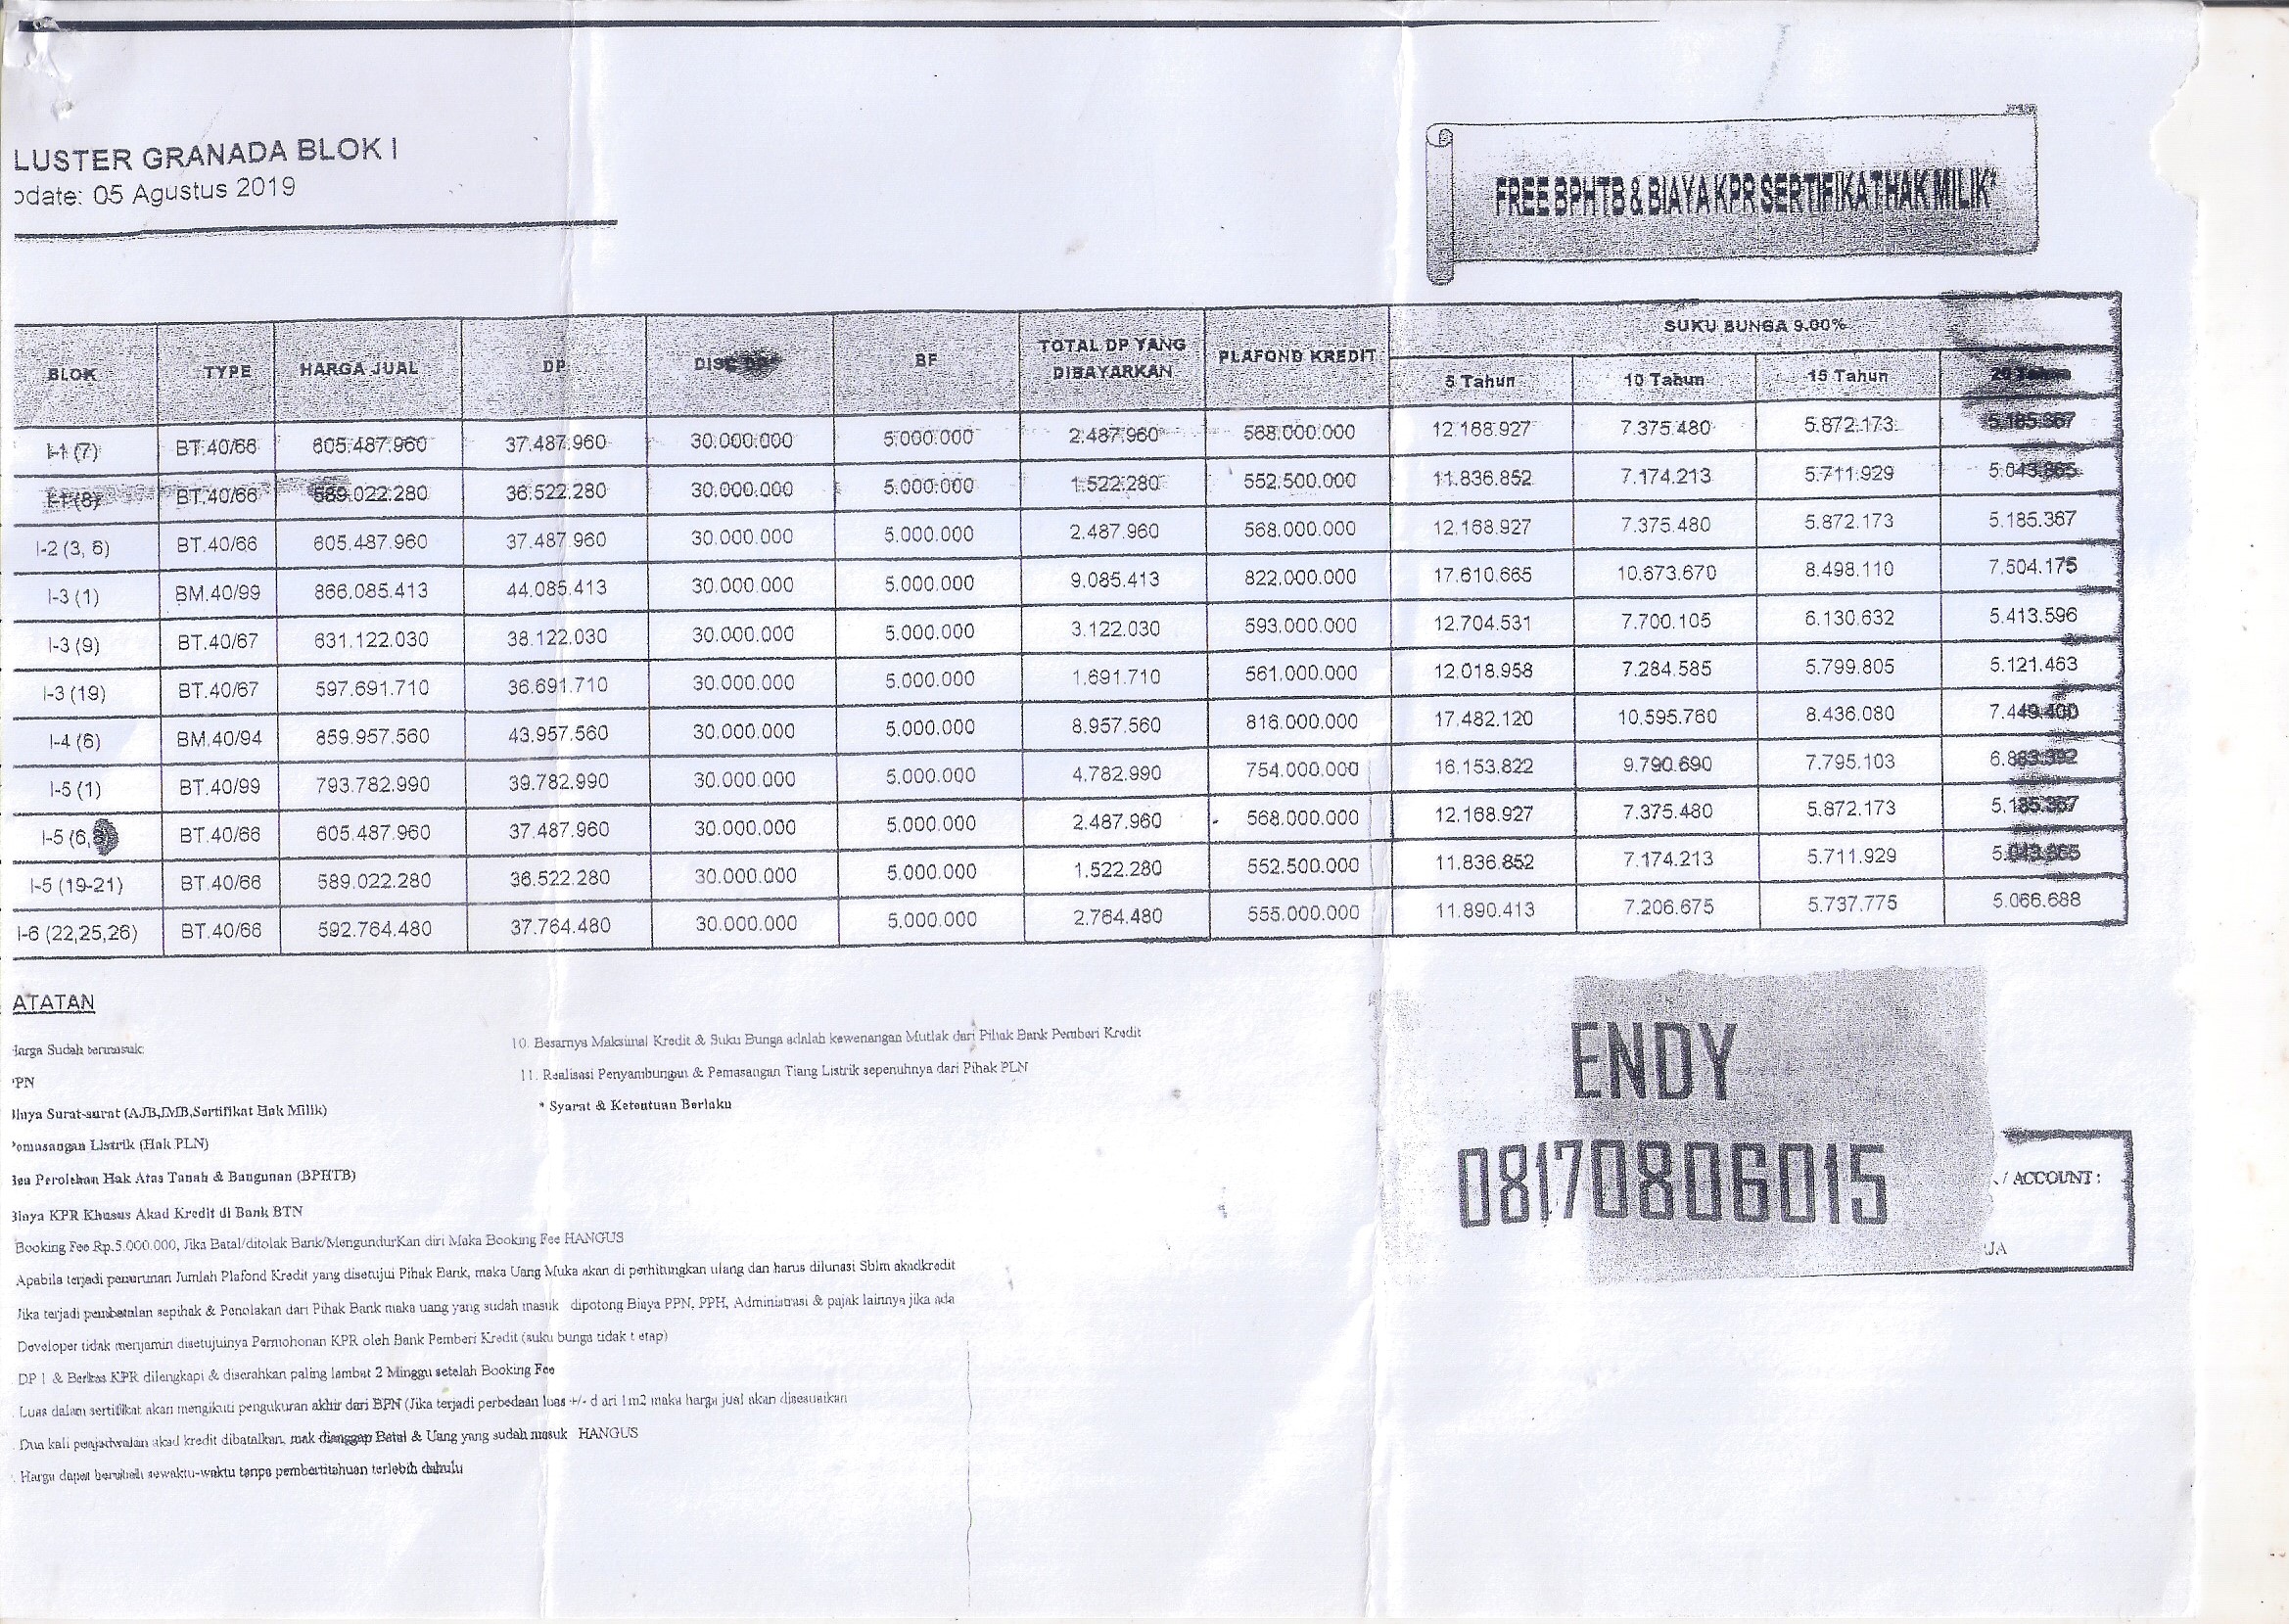 LUSTER GRANADA BLOK I
pdate: 05 Agustus 2019
FREE BPHTB & BIAYA KPR SERTIFIKAT HAK MILIK*
BLOK TYPE HARGA JUAL DP DISC BF TOTAL DP YANG DIBAYARKAN PLAFOND KREDIT SUKU BUNGA 9.00%
5 Tahun 10 Tahun 15 Tahun 20 Tahun
I-1 (7) BT.40/66 605.487.960 37.487.960 30.000.000 5.000.000 2.487.960 568.000.000 12.168.927 7.375.480 5.872.173 5.185.367
I-1 (8) BT.40/66 589.022.280 36.522.280 30.000.000 5.000.000 1.522.280 552.500.000 11.836.852 7.174.213 5.711.929 5.043.865
I-2 (3, 6) BT.40/66 605.487.960 37.487.960 30.000.000 5.000.000 2.487.960 568.000.000 12.168.927 7.375.480 5.872.173 5.185.367
I-3 (1) BM.40/99 866.085.413 44.085.413 30.000.000 5.000.000 9.085.413 822.000.000 17.610.665 10.673.670 8.498.110 7.504.175
I-3 (9) BT.40/67 631.122.030 38.122.030 30.000.000 5.000.000 3.122.030 593.000.000 12.704.531 7.700.105 6.130.632 5.413.596
I-3 (19) BT.40/67 597.691.710 36.691.710 30.000.000 5.000.000 1.691.710 561.000.000 12.018.958 7.284.585 5.799.805 5.121.463
I-4 (6) BM.40/94 859.957.560 43.957.560 30.000.000 5.000.000 8.957.560 816.000.000 17.482.120 10.595.760 8.436.080 7.449.400
I-5 (1) BT.40/99 793.782.990 39.782.990 30.000.000 5.000.000 4.782.990 754.000.000 16.153.822 9.790.690 7.795.103
I-5 (6, BT.40/66 605.487.960 37.487.960 30.000.000 5.000.000 2.487.960 568.000.000 12.168.927 7.375.480 5.872.173 5.185.367
I-5 (19-21) BT.40/66 589.022.280 36.522.280 30.000.000 5.000.000 1.522.280 552.500.000 11.836.852 7.174.213 5.711.929 5.043.865
I-6 (22,25,26) BT.40/66 592.764.480 37.764.480 30.000.000 5.000.000 2.764.480 555.000.000 11.890.413 7.206.675 5.737.775 5.066.688
ATATAN
Harga Sudah termasuk:
PPN
Biaya Surat-surat (AJB,IMB,Sertifikat Hak Milik)
Pemasangan Listrik (Hak PLN)
Bea Perolehan Hak Atas Tanah & Bangunan (BPHTB)
Biaya KPR Khusus Akad Kredit di Bank BTN
Booking Fee Rp.5.000.000, Jika Batal/ditolak Bank/MengundurKan diri Maka Booking Fee HANGUS
Apabila terjadi penurunan Jumlah Plafond Kredit yang disetujui Pihak Bank, maka Uang Muka akan di perhitungkan ulang dan harus dilunasi Sblm akadkredit
Jika terjadi pembatalan sepihak & Penolakan dari Pihak Bank maka uang yang sudah masuk dipotong Biaya PPN, PPH, Administrasi & pajak lainnya jika ada
Developer tidak menjamin disetujuinya Permohonan KPR oleh Bank Pemberi Kredit (suku bunga tidak t etap)
DP 1 & Berkas KPR dilengkapi & diserahkan paling lambat 2 Minggu setelah Booking Fee
. Luas dalam sertifikat akan mengikuti pengukuran akhir dari BPN (Jika terjadi perbedaan luas +/- d ari 1m2 maka harga jual akan disesuaikan
. Dua kali penjadwalan akad kredit dibatalkan, mak dianggap Batal & Uang yang sudah masuk HANGUS
. Harga dapat berubah sewaktu-waktu tanpa pemberitahuan terlebih dahulu
10. Besarnya Maksimal Kredit & Suku Bunga adalah kewenangan Mutlak dari Pihak Bank Pemberi Kredit
11. Realisasi Penyambungan & Pemasangan Tiang Listrik sepenuhnya dari Pihak PLN
* Syarat & Ketentuan Berlaku
ENDY
08170806015
/ ACCOUNT :
JA